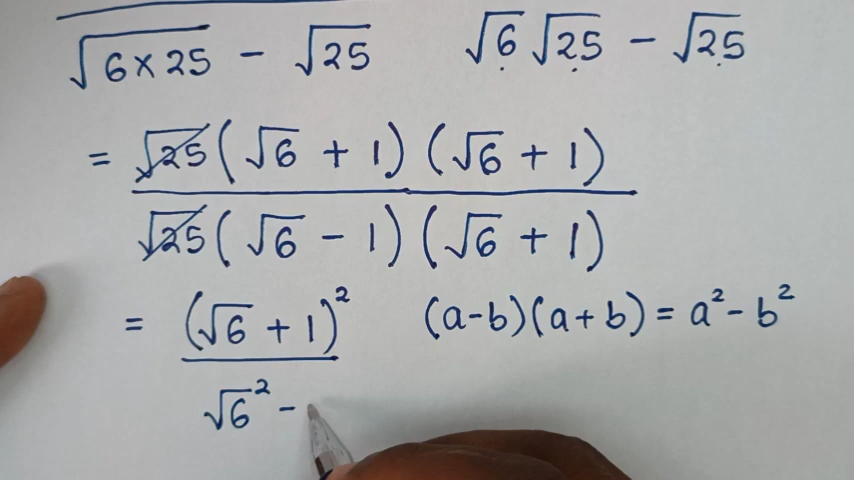 √(6×25) - √25    √6 √25 - √25
= √25(√6 + 1)(√6 + 1)
√25(√6 - 1)(√6 + 1)
= (√6 + 1)²    (a-b)(a+b) = a² - b²
√6² -